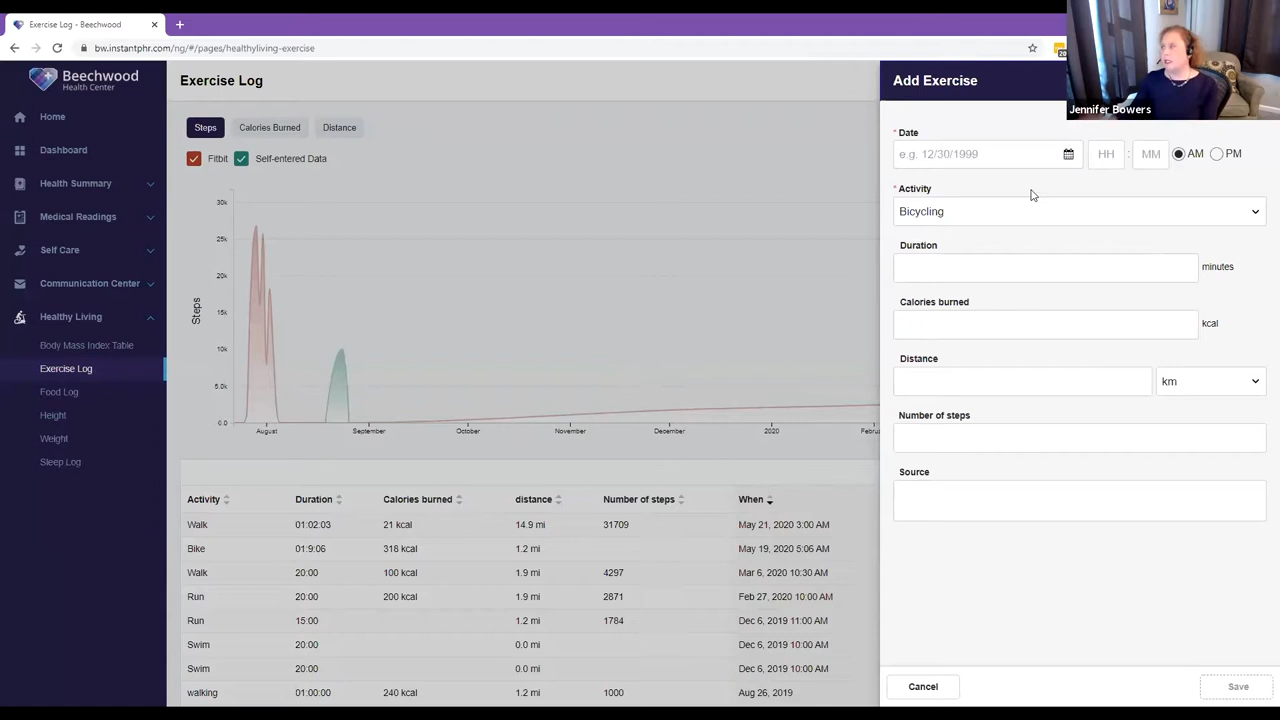 Exercise Log - Beechwood
bw.instantphr.com/ng/#/pages/healthyliving-exercise
Jennifer Bowers
Beechwood
Health Center
Home
Dashboard
Health Summary
Medical Readings
Self Care
Communication Center
Healthy Living
Body Mass Index Table
Exercise Log
Food Log
Height
Weight
Sleep Log
Exercise Log
Steps Calories Burned Distance
Fitbit Self-entered Data
Steps
30k
25k
20k
15k
10k
5.0k
0.0
August September October November December 2020 Febru
Activity Duration Calories burned distance Number of steps When
Walk 01:02:03 21 kcal 14.9 mi 31709 May 21, 2020 3:00 AM
Bike 01:9:06 318 kcal 1.2 mi May 19, 2020 5:06 AM
Walk 20:00 100 kcal 1.9 mi 4297 Mar 6, 2020 10:30 AM
Run 20:00 200 kcal 1.9 mi 2871 Feb 27, 2020 10:00 AM
Run 15:00 1.2 mi 1784 Dec 6, 2019 11:00 AM
Swim 20:00 0.0 mi Dec 6, 2019 10:00 AM
Swim 20:00 0.0 mi Dec 6, 2019 10:00 AM
walking 01:00:00 240 kcal 1.2 mi 1000 Aug 26, 2019
Add Exercise
* Date
e.g. 12/30/1999 HH : MM AM PM
* Activity
Bicycling
Duration
minutes
Calories burned
kcal
Distance
km
Number of steps
Source
Cancel Save